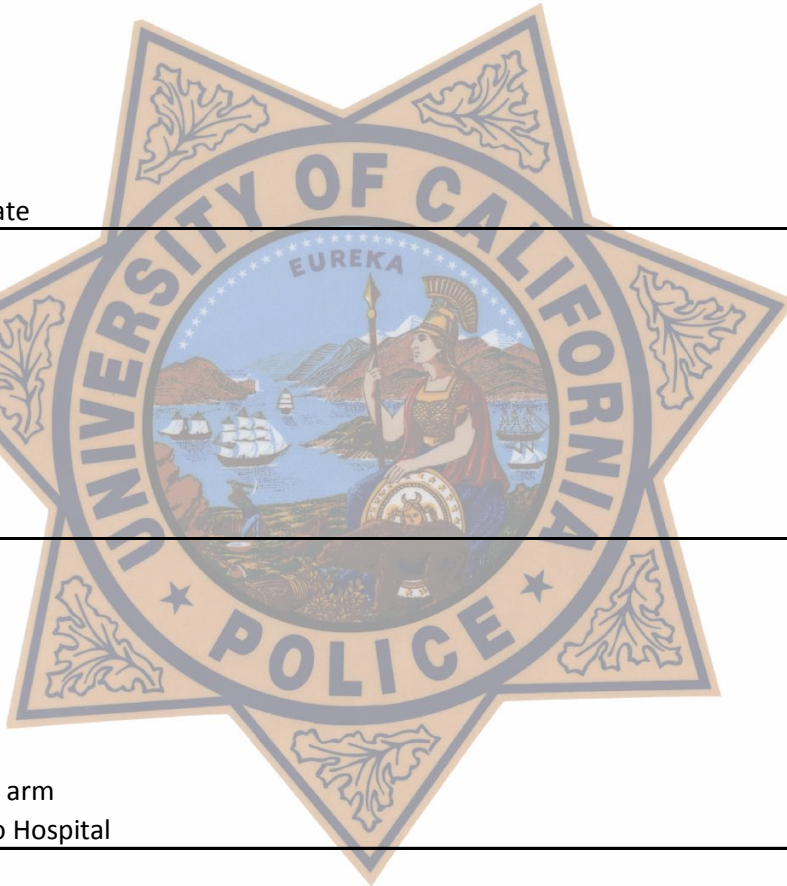 ate
UNIVERSITY OF CALIFORNIA
EUREKA
★ POLICE ★
arm
o Hospital